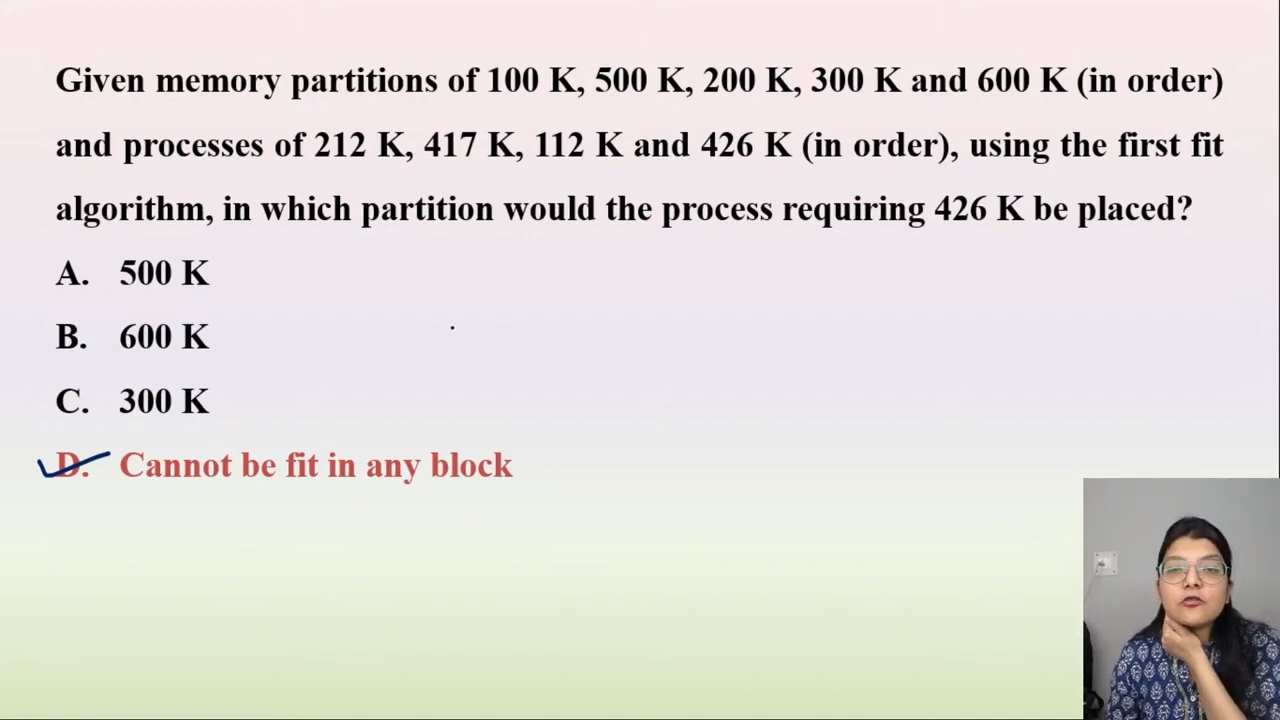 Given memory partitions of 100 K, 500 K, 200 K, 300 K and 600 K (in order)
and processes of 212 K, 417 K, 112 K and 426 K (in order), using the first fit
algorithm, in which partition would the process requiring 426 K be placed?
A. 500 K
B. 600 K
C. 300 K
D. Cannot be fit in any block